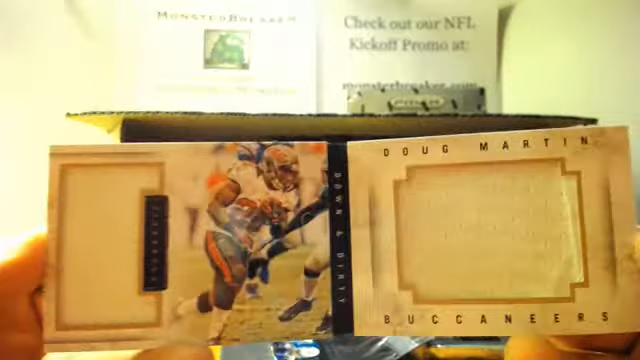 MONSTERBREAKER
Check out our NFL
Kickoff Promo at:
monsterbreaker.com
DOUG MARTIN
DOWN & DIRTY
BUCCANEERS